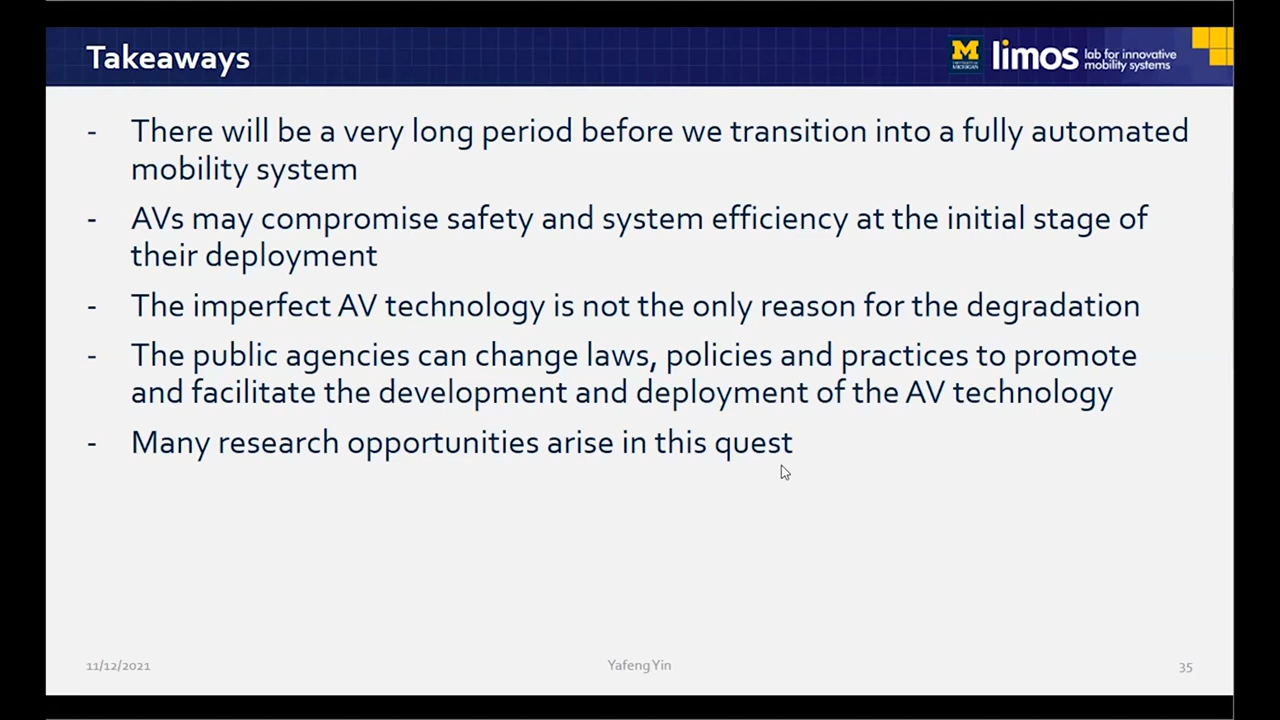 Takeaways
M
limos
lab for innovative
mobility systems
- There will be a very long period before we transition into a fully automated
mobility system
- AVs may compromise safety and system efficiency at the initial stage of
their deployment
- The imperfect AV technology is not the only reason for the degradation
- The public agencies can change laws, policies and practices to promote
and facilitate the development and deployment of the AV technology
- Many research opportunities arise in this quest
11/12/2021
Yafeng Yin
35